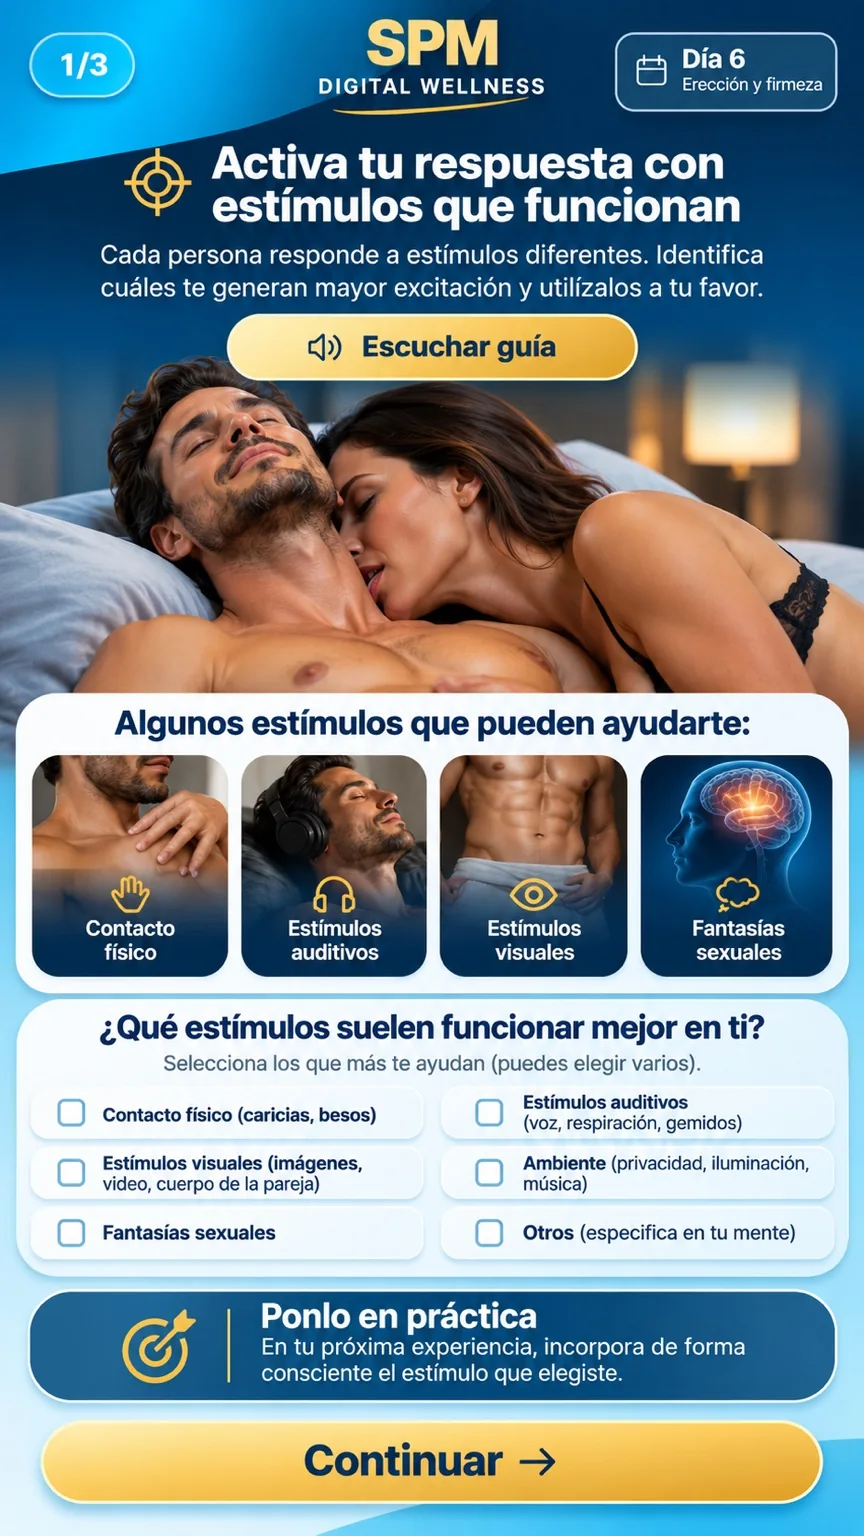 1/3
SPM
DIGITAL WELLNESS
Día 6
Erección y firmeza
Activa tu respuesta con
estímulos que funcionan
Cada persona responde a estímulos diferentes. Identifica
cuáles te generan mayor excitación y utilízalos a tu favor.
Escuchar guía
Algunos estímulos que pueden ayudarte:
Contacto
físico
Estímulos
auditivos
Estímulos
visuales
Fantasías
sexuales
¿Qué estímulos suelen funcionar mejor en ti?
Selecciona los que más te ayudan (puedes elegir varios).
Contacto físico (caricias, besos)
Estímulos auditivos
(voz, respiración, gemidos)
Estímulos visuales (imágenes,
video, cuerpo de la pareja)
Ambiente (privacidad, iluminación,
música)
Fantasías sexuales
Otros (especifica en tu mente)
Ponlo en práctica
En tu próxima experiencia, incorpora de forma
consciente el estímulo que elegiste.
Continuar →